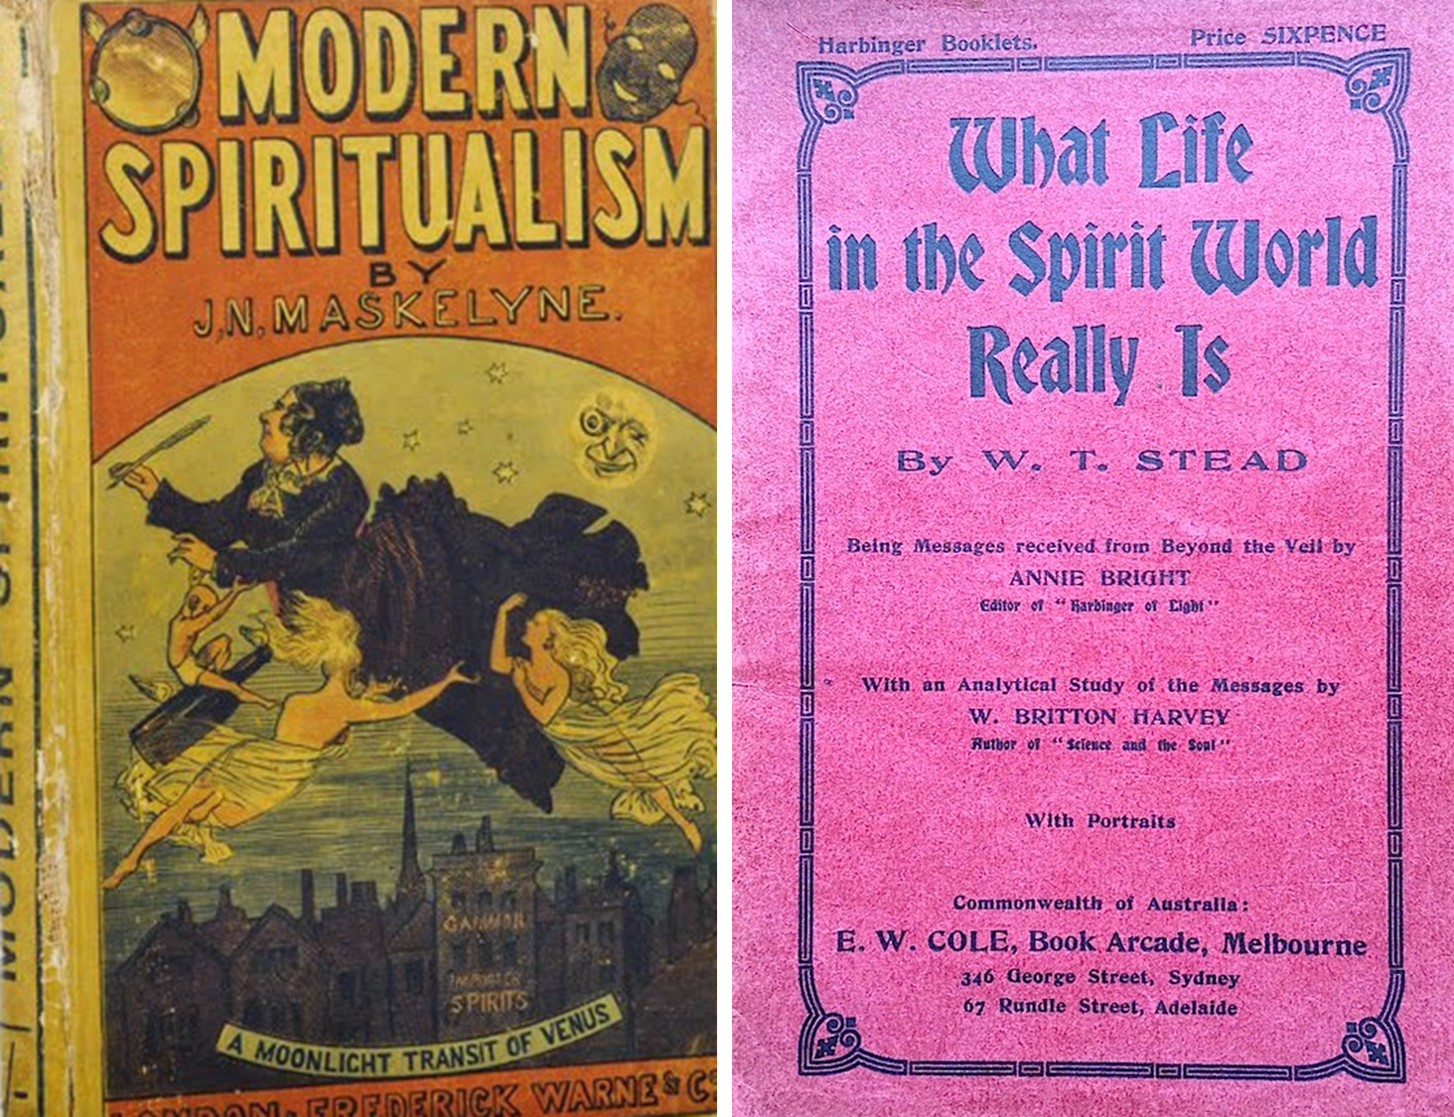 MODERN
SPIRITUALISM
BY
J.N. MASKELYNE.
GAMMON
SPIRITS
A MOONLIGHT TRANSIT OF VENUS
LONDON: FREDERICK WARNE & Co
MODERN SPIRITUALISM
Harbinger Booklets.
Price SIXPENCE
What Life
in the Spirit World
Really Is
By W. T. STEAD
Being Messages received from Beyond the Veil by
ANNIE BRIGHT
Editor of "Harbinger of Light"
With an Analytical Study of the Messages by
W. BRITTON HARVEY
Author of "Science and the Soul"
With Portraits
Commonwealth of Australia:
E. W. COLE, Book Arcade, Melbourne
346 George Street, Sydney
67 Rundle Street, Adelaide